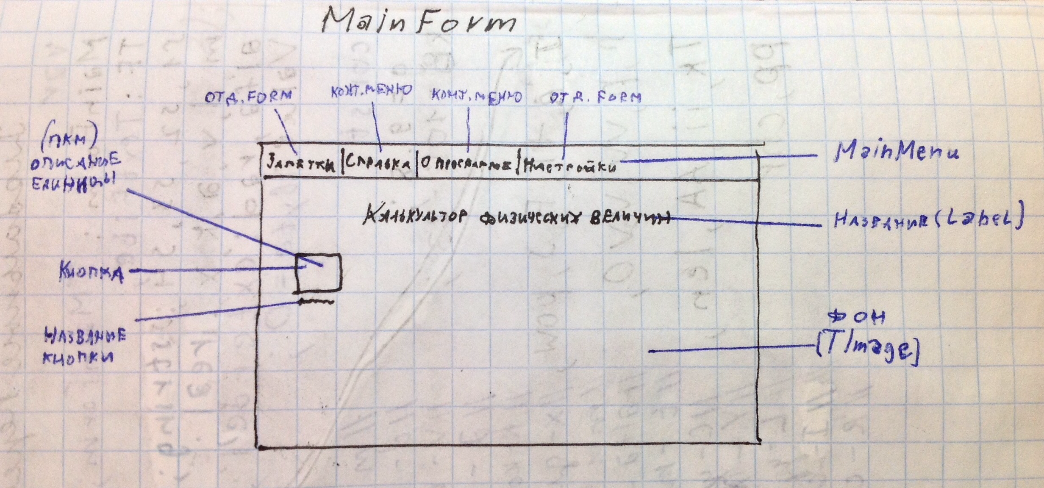 MainForm
ОТД. FORM КОНТ.МЕНЮ КОНТ.МЕНЮ ОТД. FORM
(ПКМ)
ОПИСАНИЕ
ЕДИНИЦЫ
ЗАМЕТКИ СПРАВКА О ПРОГРАММЕ НАСТРОЙКИ
MainMenu
КАЛЬКУЛЯТОР ФИЗИЧЕСКИХ ВЕЛИЧИН
НАЗВАНИЕ (Label)
КНОПКА
НАЗВАНИЕ
КНОПКИ
ФОН
[TImage]